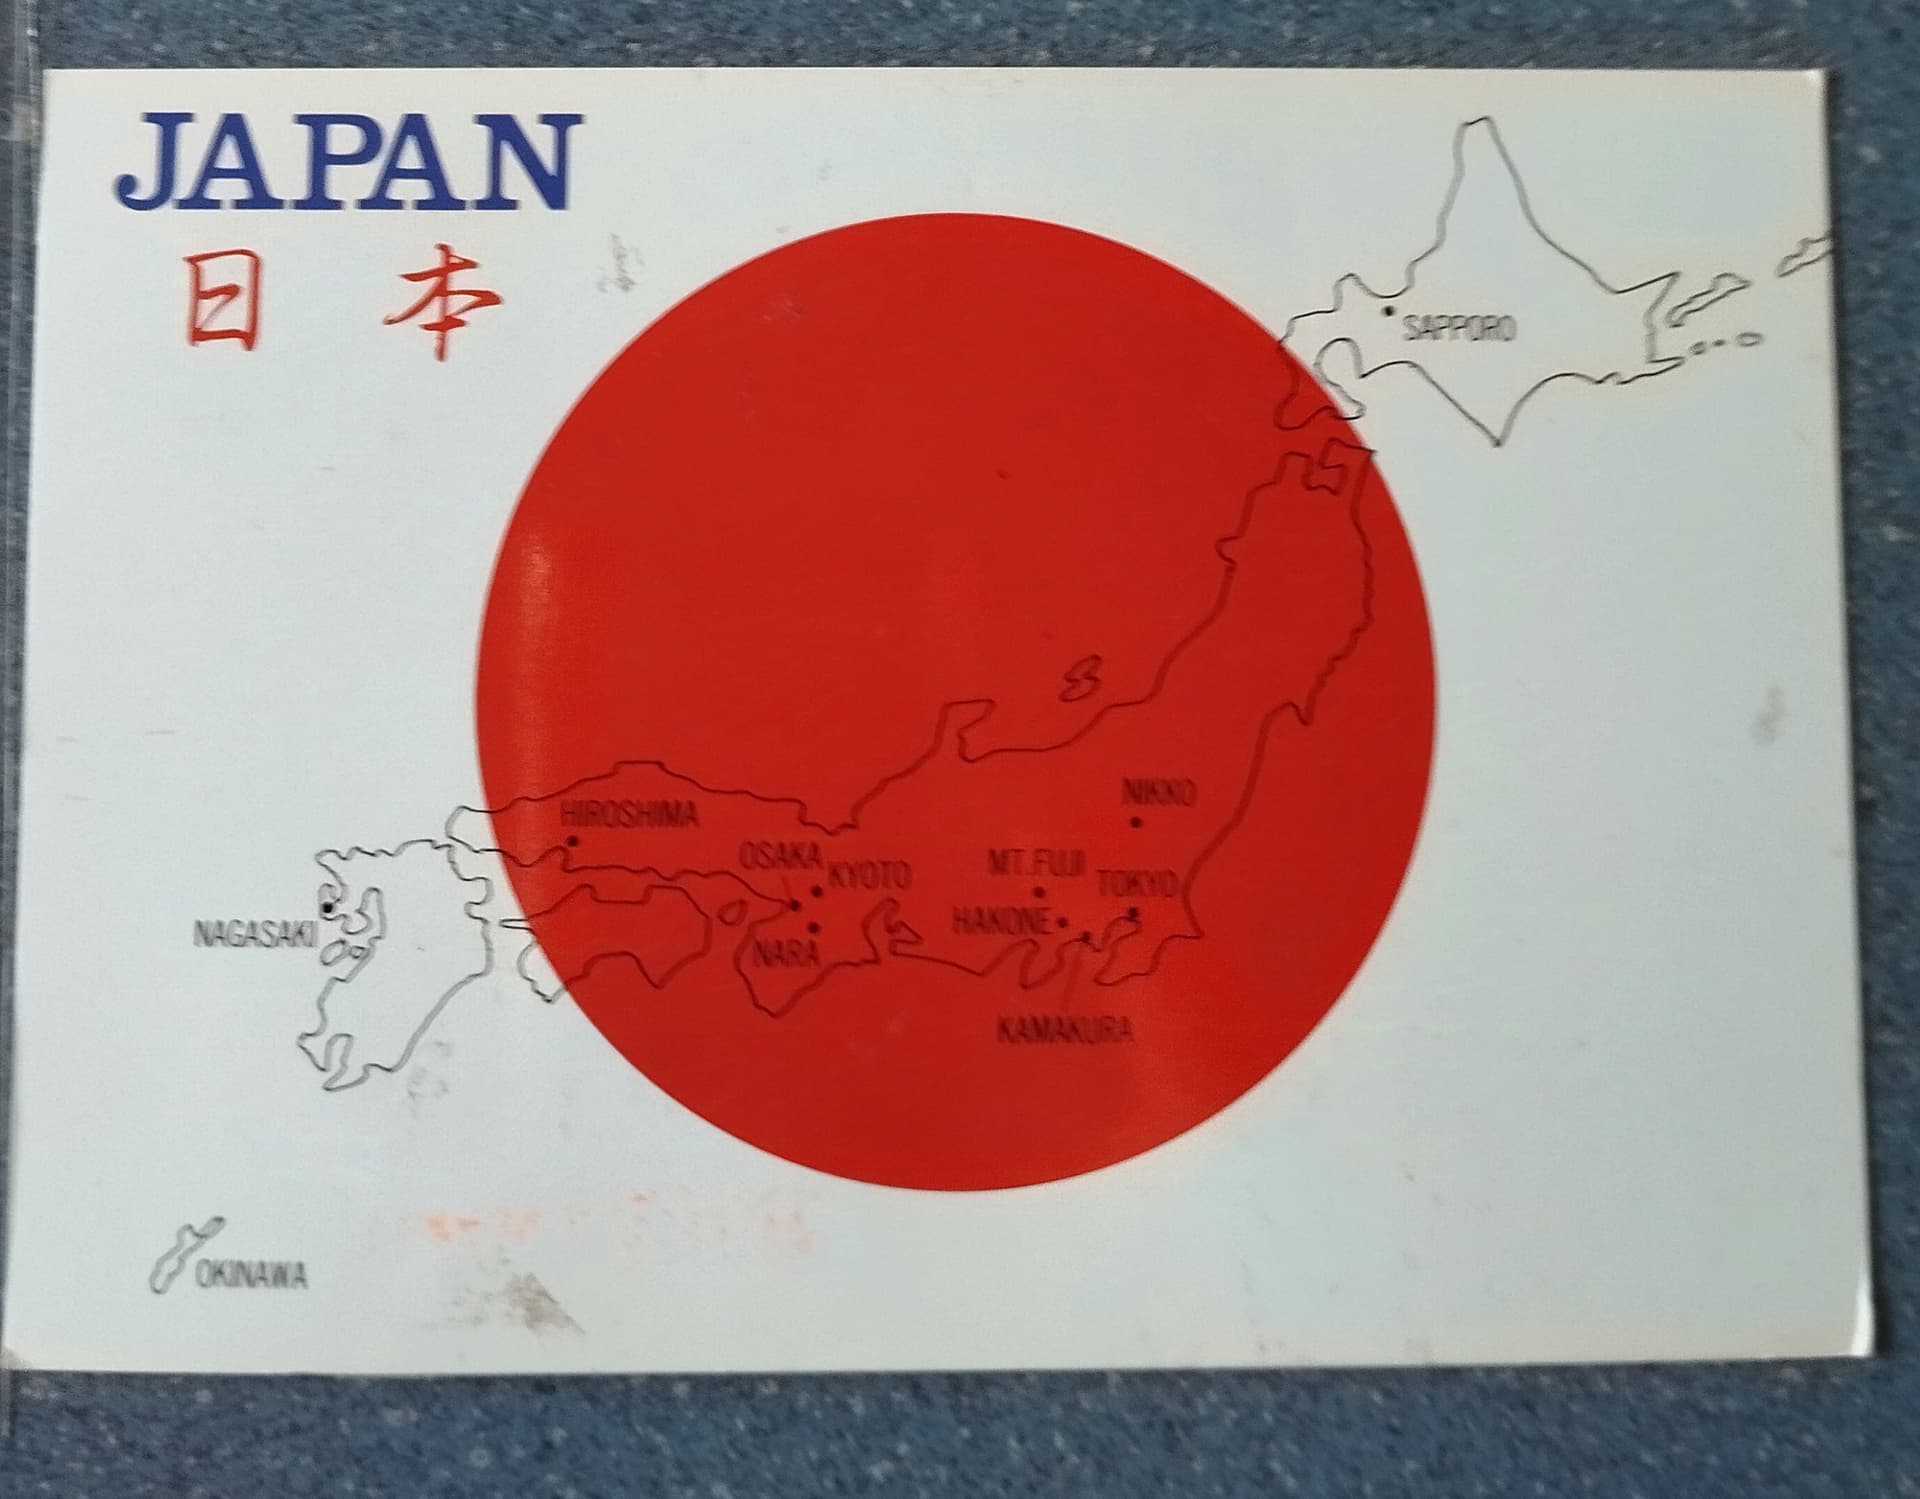 JAPAN
日 本
SAPPORO
NIKKO
HIROSHIMA
OSAKA
KYOTO
MT.FUJI
TOKYO
NAGASAKI
HAKONE
NARA
KAMAKURA
OKINAWA